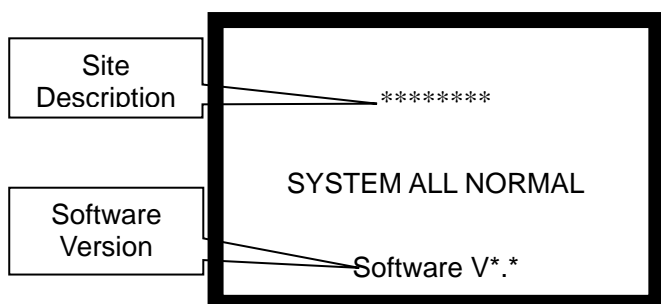 Site
Description
********
SYSTEM ALL NORMAL
Software
Version
Software V*.*